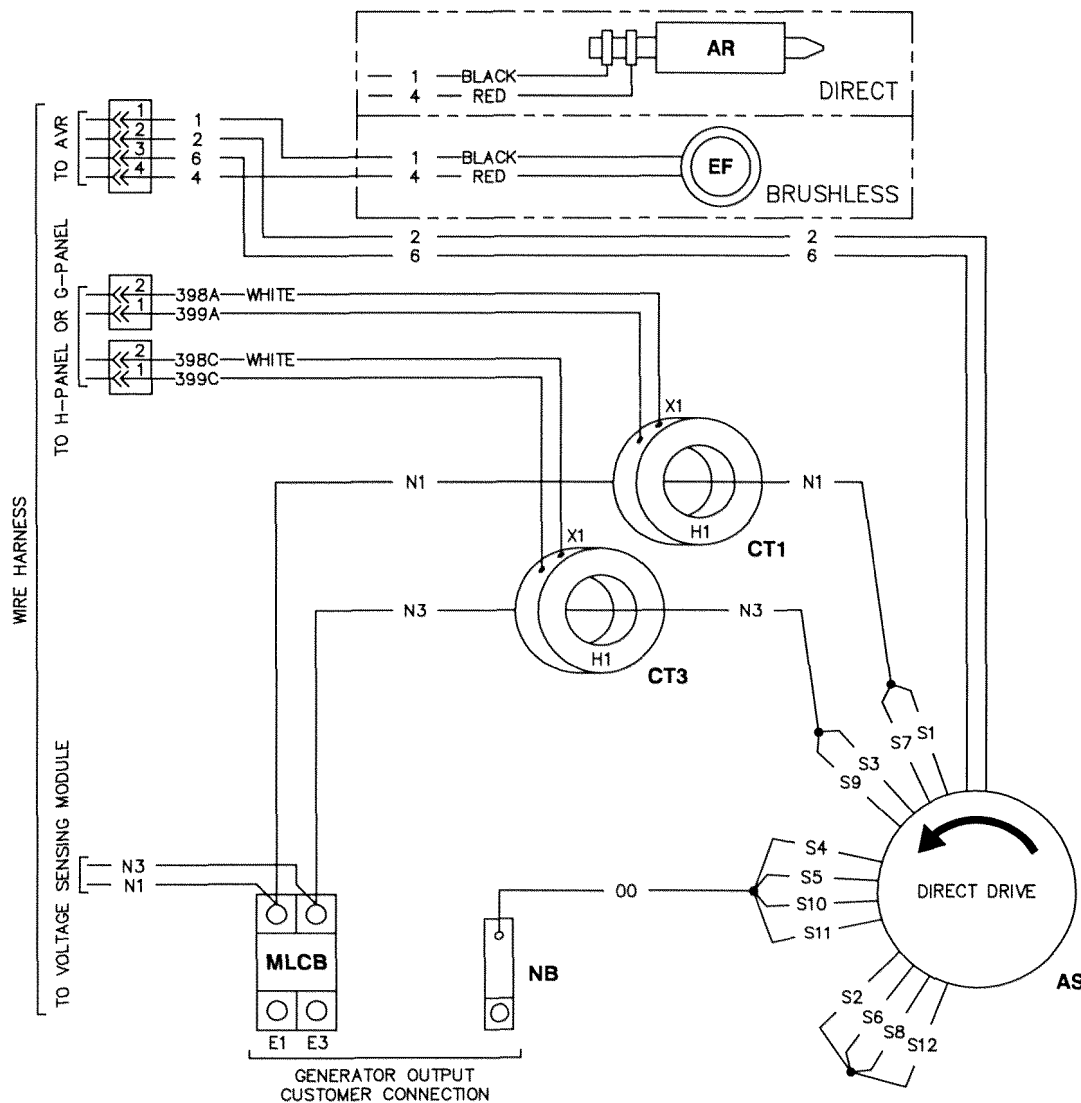 AR
1 BLACK
4 RED
DIRECT
1 1
2 2
3 6
4 4
1 BLACK
4 RED
EF
BRUSHLESS
2 2
6 6
TO AVR
2 398A WHITE
1 399A
2 398C WHITE
1 399C
TO H-PANEL OR G-PANEL
WIRE HARNESS
X1
N1 N1
H1
CT1
X1
N3 N3
H1
CT3
S1
S7
S3
S9
S4
S5
S10
S11
DIRECT DRIVE
AS
S2
S6
S8
S12
00
TO VOLTAGE SENSING MODULE
N3
N1
MLCB
NB
E1 E3
GENERATOR OUTPUT
CUSTOMER CONNECTION